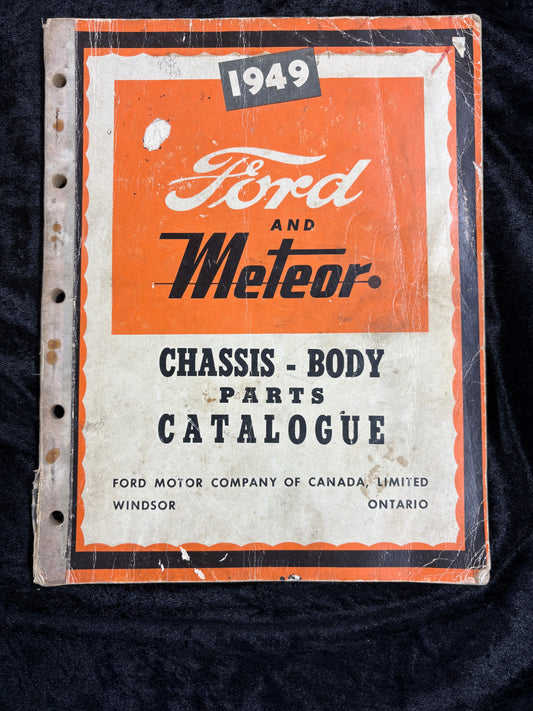 1949
Ford
AND
Meteor
CHASSIS - BODY
PARTS
CATALOGUE
FORD MOTOR COMPANY OF CANADA, LIMITED
WINDSOR ONTARIO